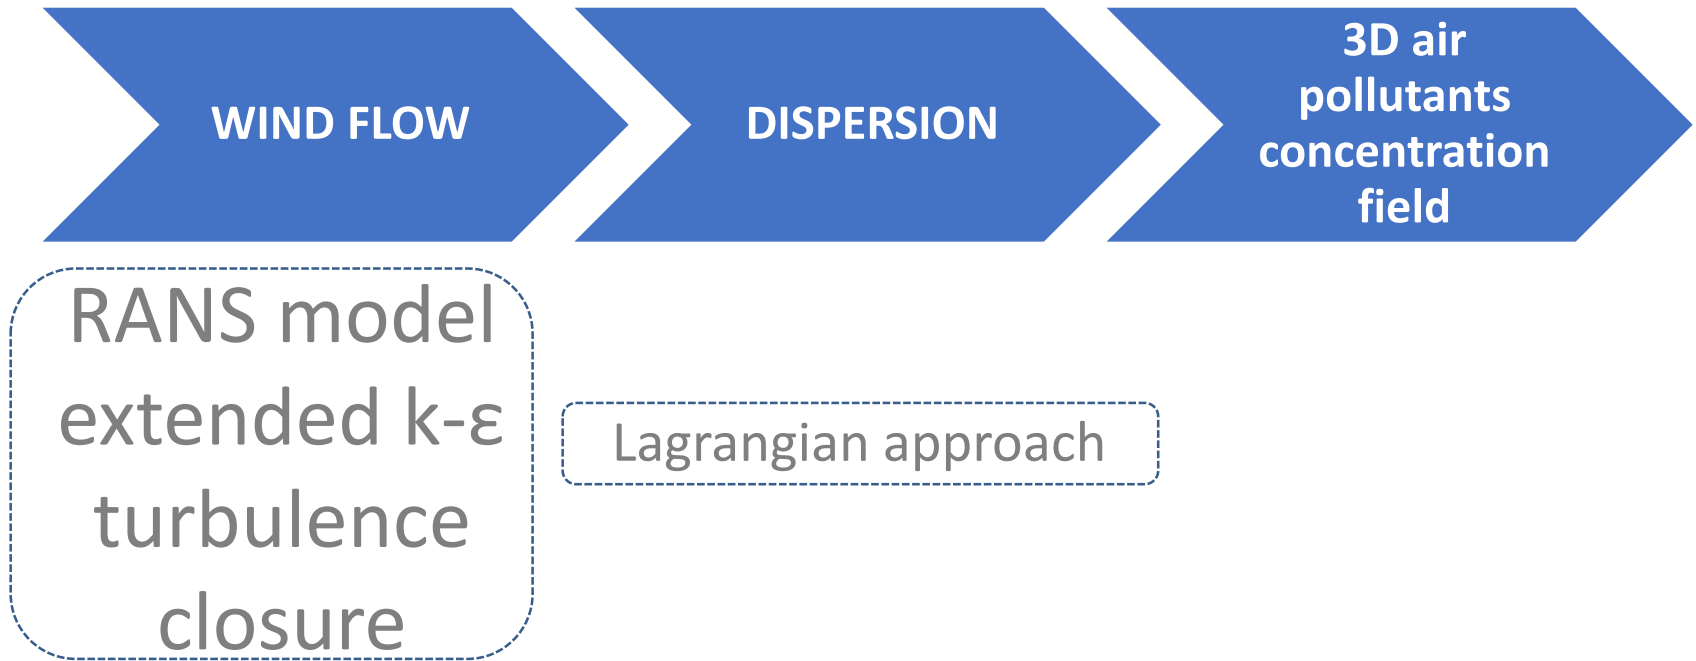 WIND FLOW
DISPERSION
3D air
pollutants
concentration
field
RANS model
extended k-ε
turbulence
closure
Lagrangian approach